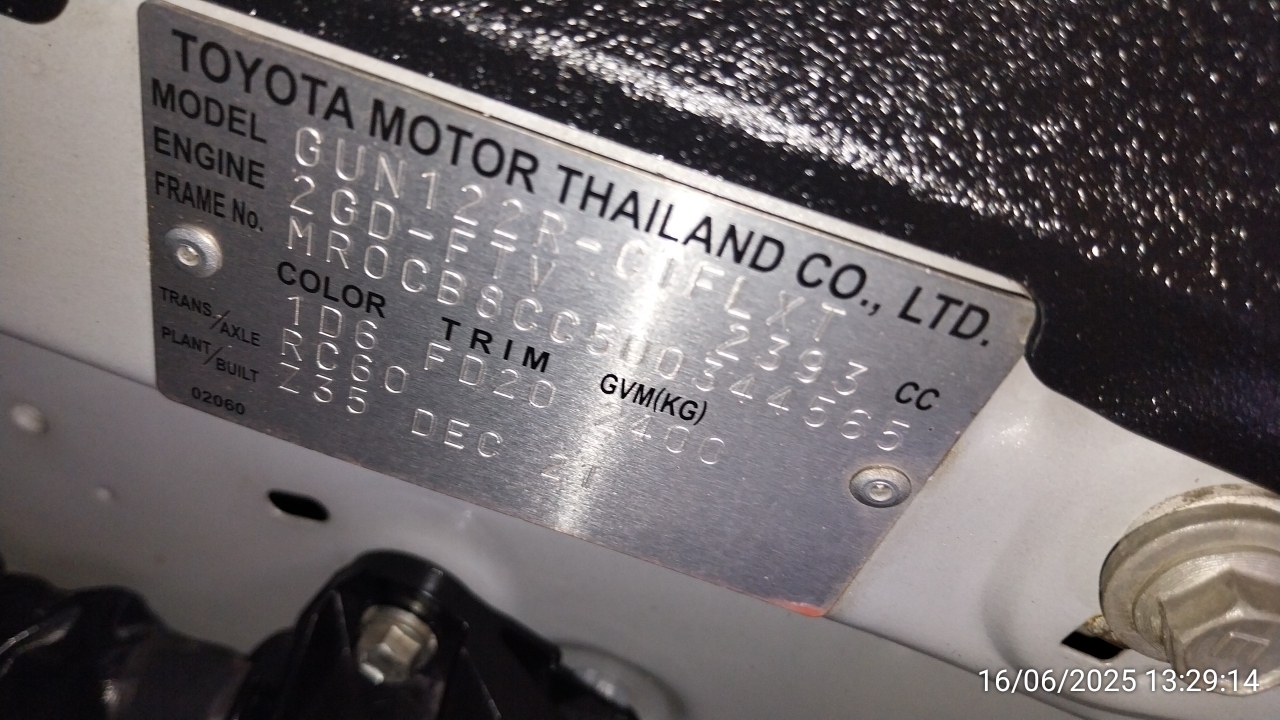 TOYOTA MOTOR THAILAND CO., LTD.
MODEL GUN122R-CTFLXT
ENGINE 2GD-FTV 2393 CC
FRAME No. MR0CB8CC500344565
COLOR TRIM GVM(KG)
1D6 FD20 2400
TRANS./AXLE RC60
PLANT/BUILT Z35 DEC 21
02060
16/06/2025 13:29:14